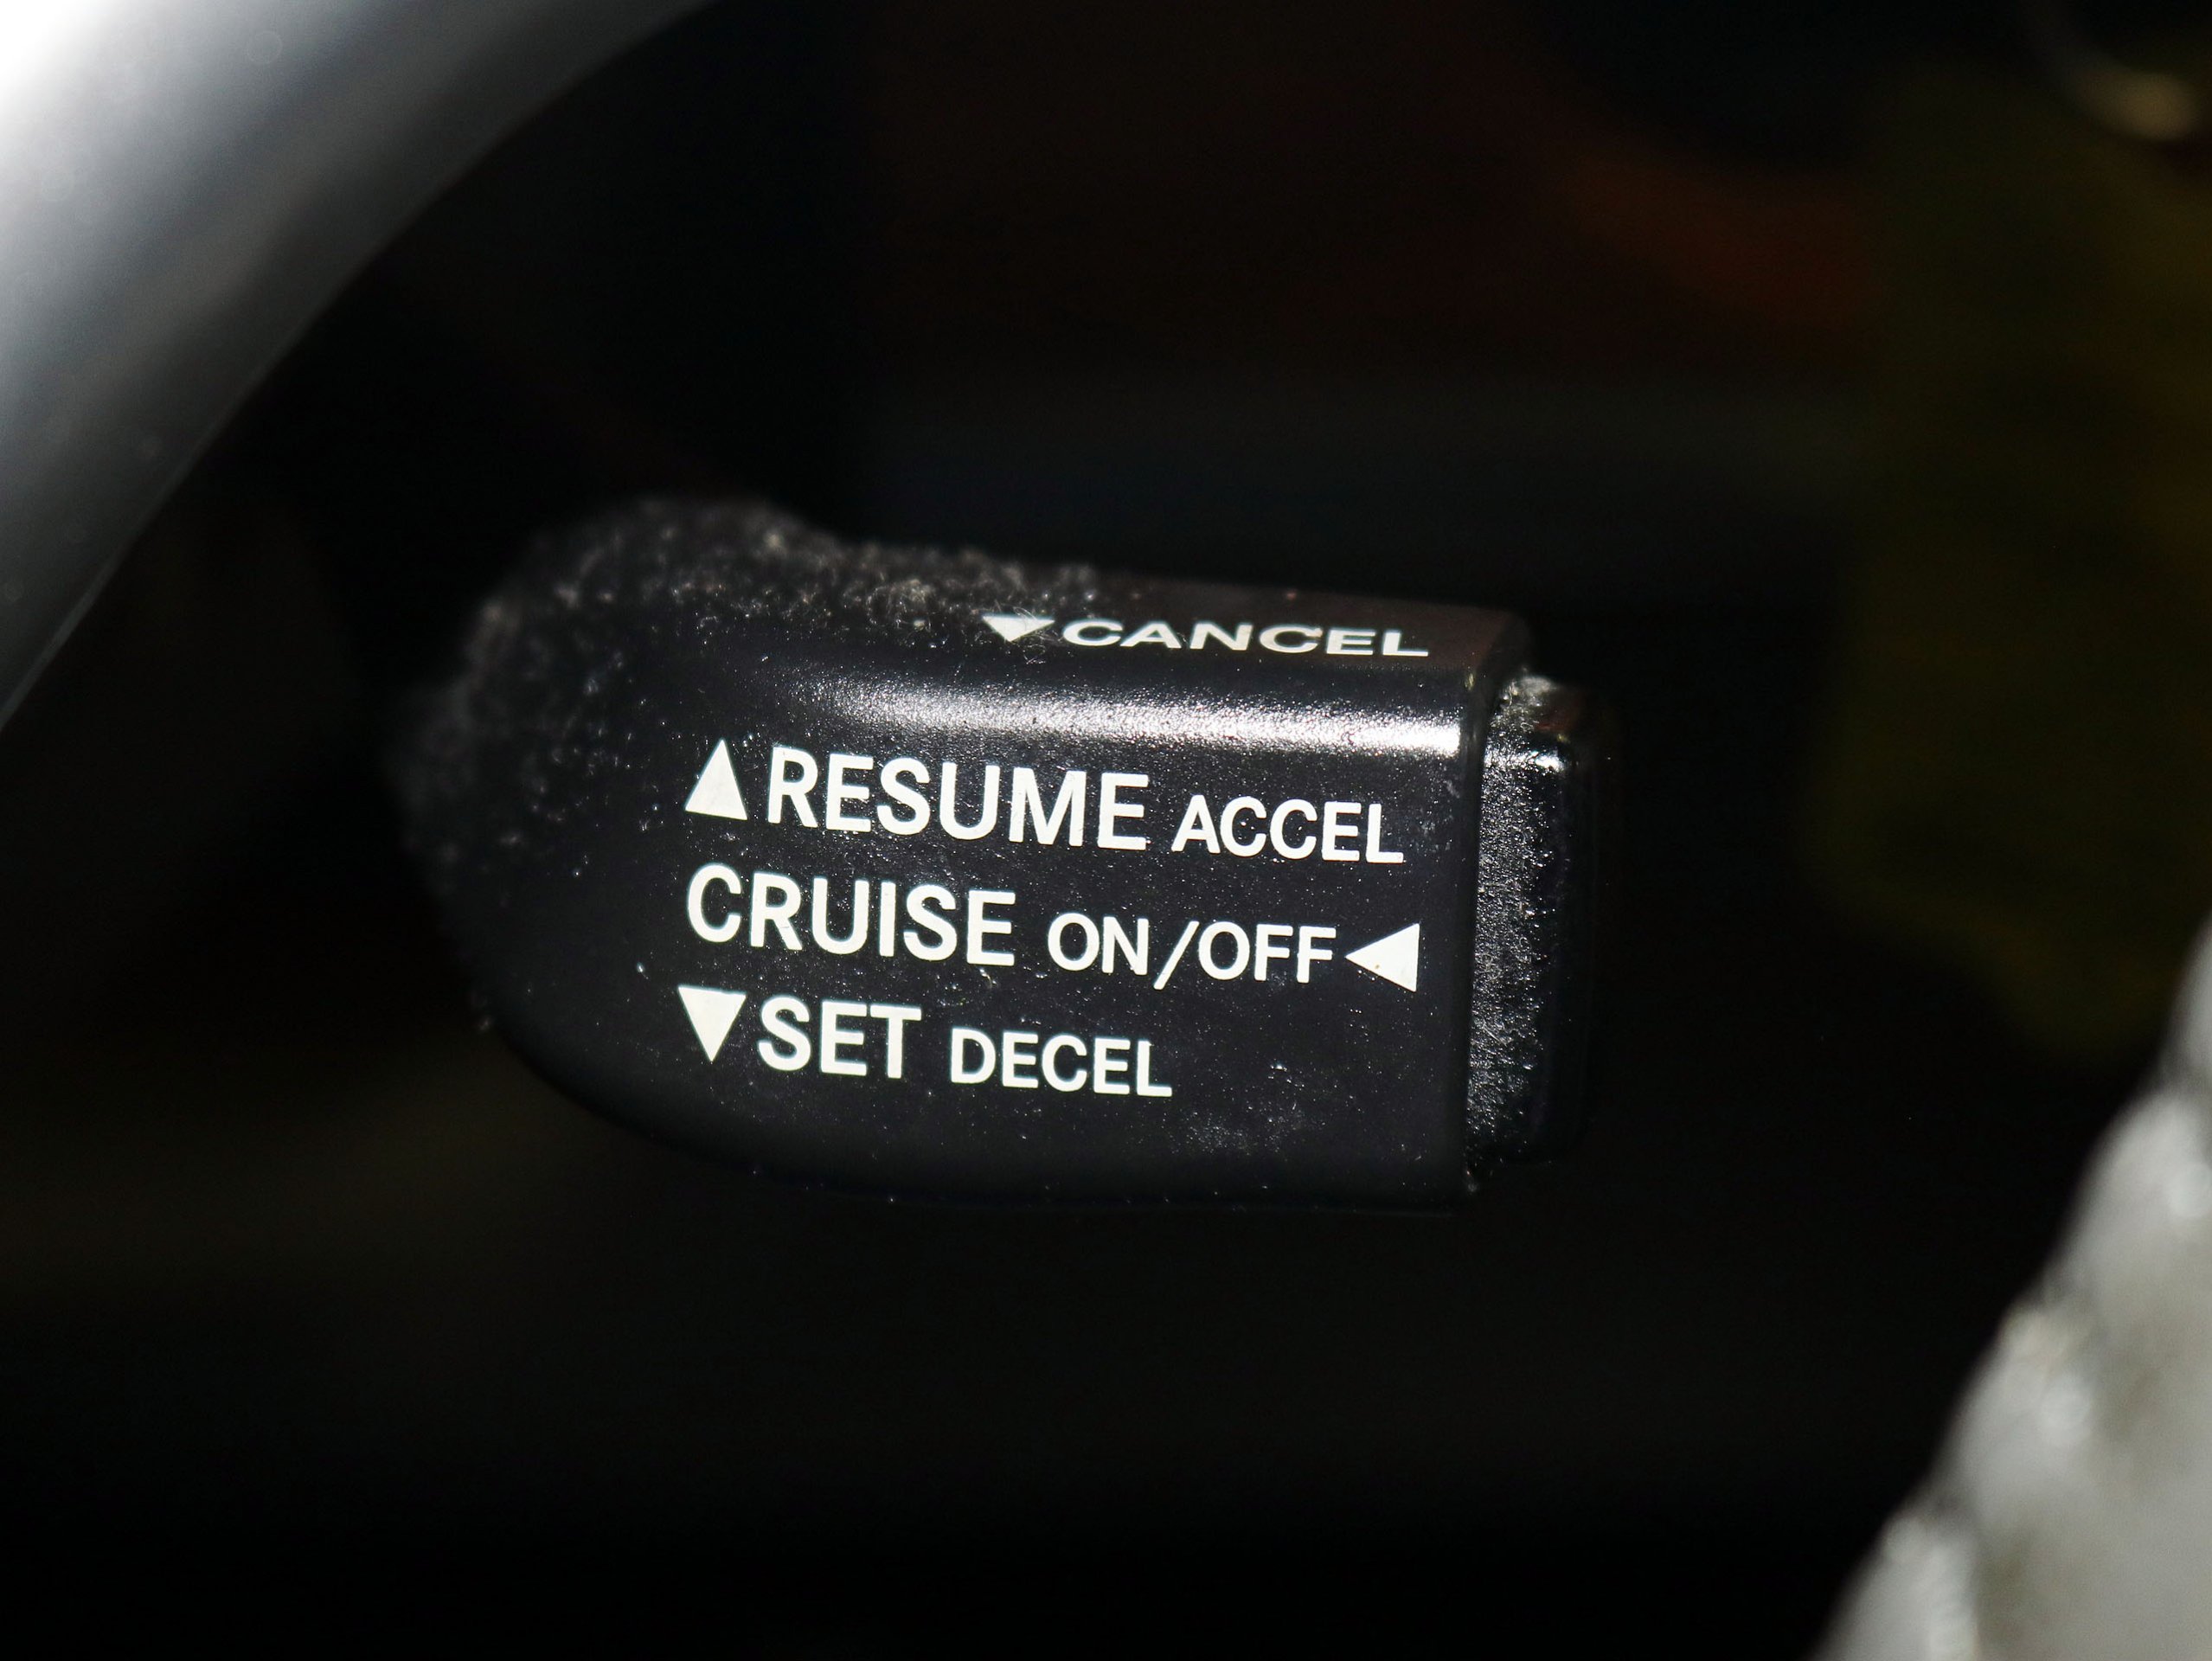 ▼CANCEL
▲RESUME ACCEL
CRUISE ON/OFF◀
▼SET DECEL